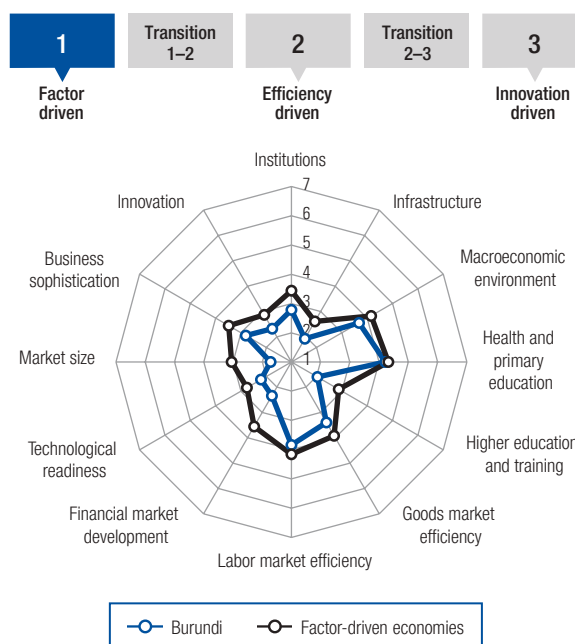 1
Transition
1–2
2
Transition
2–3
3
Factor
driven
Efficiency
driven
Innovation
driven
Institutions
Infrastructure
Macroeconomic
environment
Health and
primary
education
Higher education
and training
Goods market
efficiency
Labor market efficiency
Financial market
development
Technological
readiness
Market size
Business
sophistication
Innovation
7
6
5
4
3
2
1
Burundi
Factor-driven economies